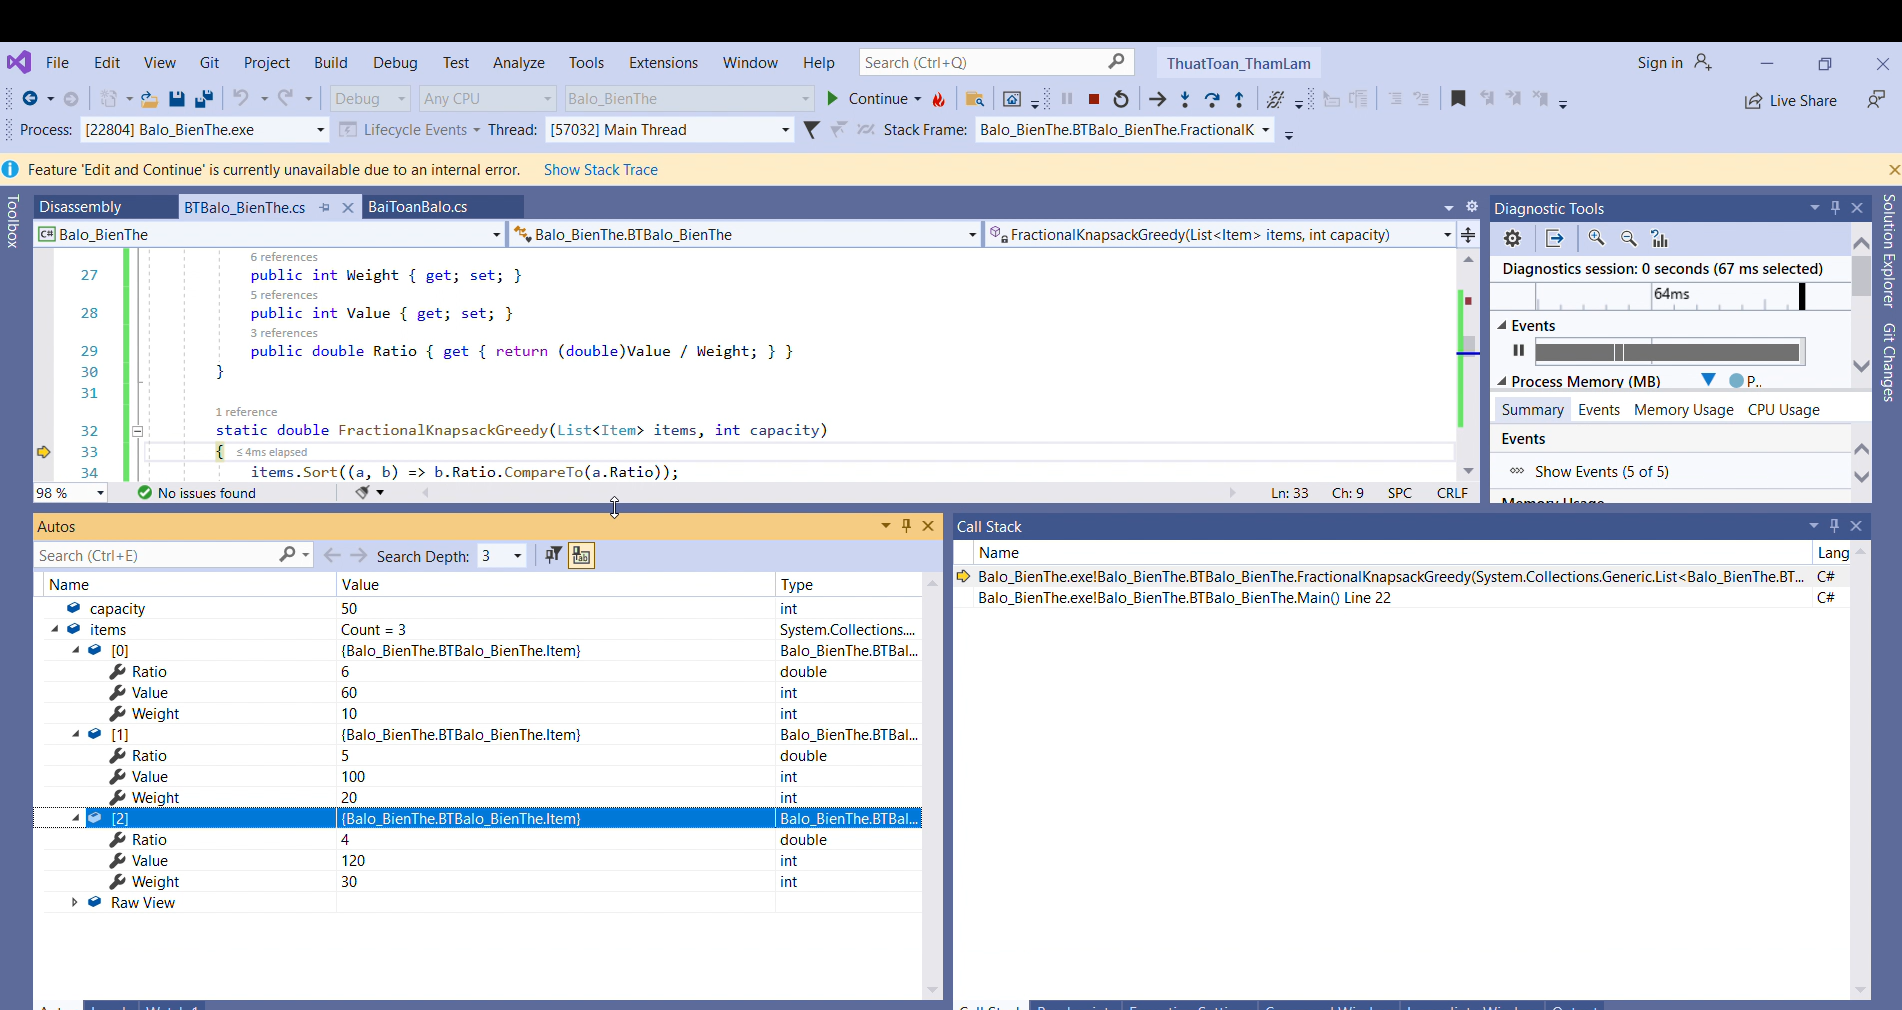 File Edit View Git Project Build Debug Test Analyze Tools Extensions Window Help Search (Ctrl+Q) ThuatToan_ThamLam Sign in
Debug Any CPU Balo_BienThe Continue Live Share
Process: [22804] Balo_BienThe.exe Lifecycle Events Thread: [57032] Main Thread Stack Frame: Balo_BienThe.BTBalo_BienThe.FractionalK
Feature 'Edit and Continue' is currently unavailable due to an internal error. Show Stack Trace
Toolbox
Disassembly BTBalo_BienThe.cs BaiToanBalo.cs
C# Balo_BienThe Balo_BienThe.BTBalo_BienThe FractionalKnapsackGreedy(List<Item> items, int capacity)
6 references
27 public int Weight { get; set; }
5 references
28 public int Value { get; set; }
3 references
29 public double Ratio { get { return (double)Value / Weight; } }
30 }
31
1 reference
32 static double FractionalKnapsackGreedy(List<Item> items, int capacity)
33 { ≤ 4ms elapsed
34 items.Sort((a, b) => b.Ratio.CompareTo(a.Ratio));
98 % No issues found Ln: 33 Ch: 9 SPC CRLF
Diagnostic Tools
Diagnostics session: 0 seconds (67 ms selected)
64ms
Events
Process Memory (MB) P..
Summary Events Memory Usage CPU Usage
Events
Show Events (5 of 5)
Memory Usage
Solution Explorer
Git Changes
Autos
Search (Ctrl+E) Search Depth: 3
Name Value Type
capacity 50 int
items Count = 3 System.Collections....
[0] {Balo_BienThe.BTBalo_BienThe.Item} Balo_BienThe.BTBal...
Ratio 6 double
Value 60 int
Weight 10 int
[1] {Balo_BienThe.BTBalo_BienThe.Item} Balo_BienThe.BTBal...
Ratio 5 double
Value 100 int
Weight 20 int
[2] {Balo_BienThe.BTBalo_BienThe.Item} Balo_BienThe.BTBal...
Ratio 4 double
Value 120 int
Weight 30 int
Raw View
Call Stack
Name Lang
Balo_BienThe.exe!Balo_BienThe.BTBalo_BienThe.FractionalKnapsackGreedy(System.Collections.Generic.List<Balo_BienThe.BT... C#
Balo_BienThe.exe!Balo_BienThe.BTBalo_BienThe.Main() Line 22 C#